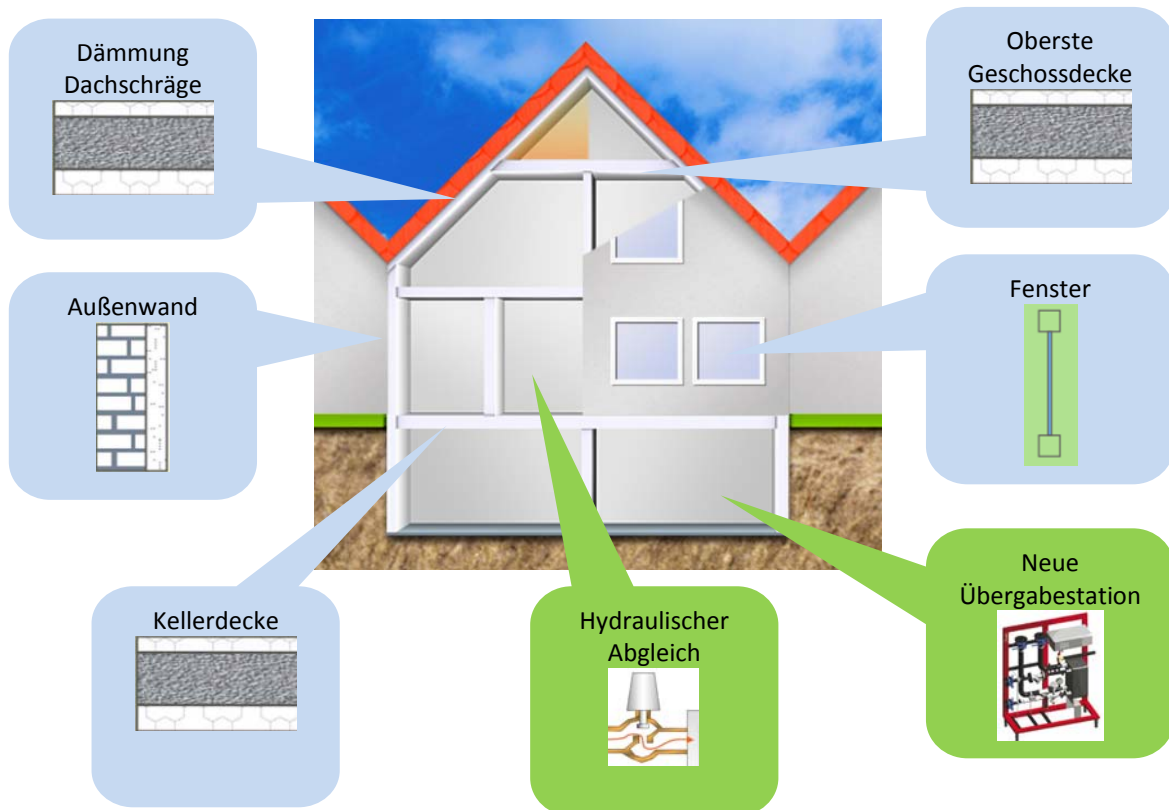 Dämmung
Dachschräge
Oberste
Geschossdecke
Außenwand
Fenster
Kellerdecke
Hydraulischer
Abgleich
Neue
Übergabestation